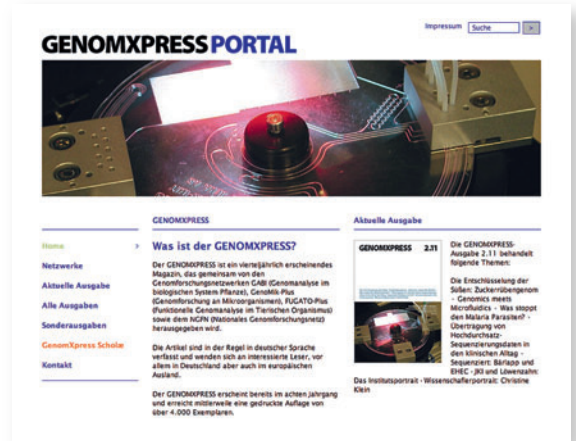 Impressum Suche >
GENOMXPRESS PORTAL
GENOMXPRESS
Aktuelle Ausgabe
Home >
Netzwerke
Aktuelle Ausgabe
Alle Ausgaben
Sonderausgaben
GenomXpress Scholæ
Kontakt
Was ist der GENOMXPRESS?
Der GENOMXPRESS ist ein vierteljährlich erscheinendes
Magazin, das gemeinsam von den
Genomforschungsnetzwerken GABI (Genomanalyse im
biologischen System Pflanze), GenoMik-Plus
(Genomforschung an Mikroorganismen), FUGATO-Plus
(Funktionelle Genomanalyse im Tierischen Organismus)
sowie dem NGFN (Nationales Genomforschungsnetz)
herausgegeben wird.
Die Artikel sind in der Regel in deutscher Sprache
verfasst und wenden sich an interessierte Leser, vor
allem in Deutschland aber auch im europäischen
Ausland.
Der GENOMXPRESS erscheint bereits im achten Jahrgang
und erreicht mittlerweile eine gedruckte Auflage von
über 4.000 Exemplaren.
GENOMXPRESS 2.11
Die GENOMXPRESS-
Ausgabe 2.11 behandelt
folgende Themen:
Die Entschlüsselung der
Süßen: Zuckerrübengenom
- Genomics meets
Microfluidics - Was stoppt
den Malaria Parasiten? -
Übertragung von
Hochdurchsatz-
Sequenzierungsdaten in
den klinischen Alltag -
Sequenziert: Bärlapp und
EHEC - JKI und Löwenzahn:
Das Institutsportrait - Wissenschaflerportrait: Christine
Klein